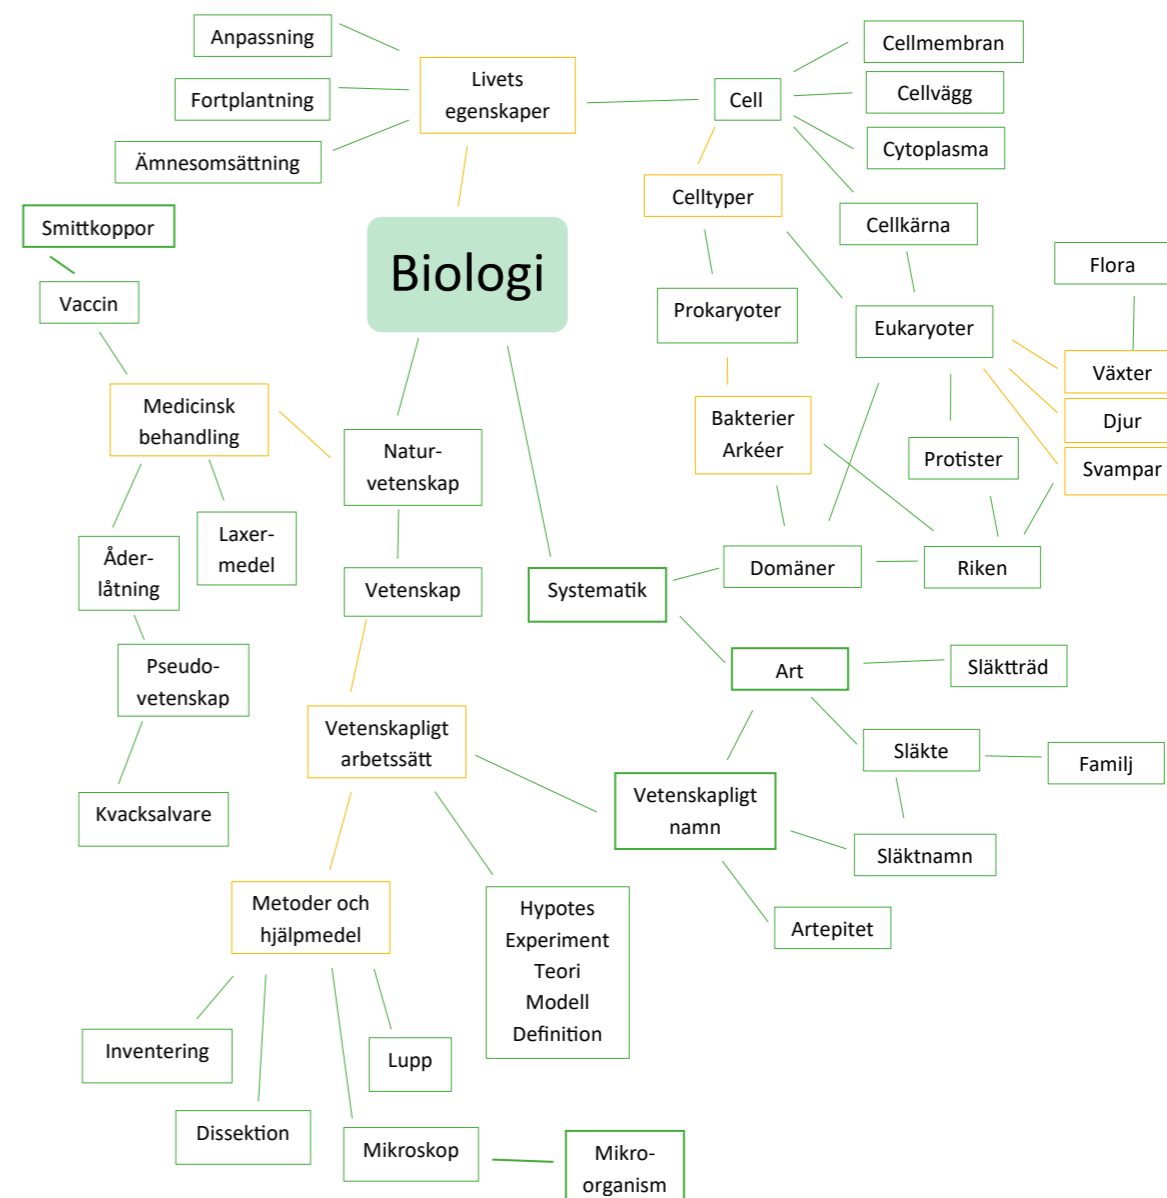 Anpassning
Fortplantning
Ämnesomsättning
Livets
egenskaper
Cell
Cellmembran
Cellvägg
Cytoplasma
Celltyper
Cellkärna
Smittkoppor
Vaccin
Biologi
Prokaryoter
Eukaryoter
Flora
Växter
Djur
Svampar
Medicinsk
behandling
Natur-
vetenskap
Bakterier
Arkéer
Protister
Åder-
låtning
Laxer-
medel
Vetenskap
Systematik
Domäner
Riken
Pseudo-
vetenskap
Art
Släktträd
Vetenskapligt
arbetssätt
Släkte
Familj
Kvacksalvare
Vetenskapligt
namn
Släktnamn
Artepitet
Metoder och
hjälpmedel
Hypotes
Experiment
Teori
Modell
Definition
Inventering
Lupp
Dissektion
Mikroskop
Mikro-
organism